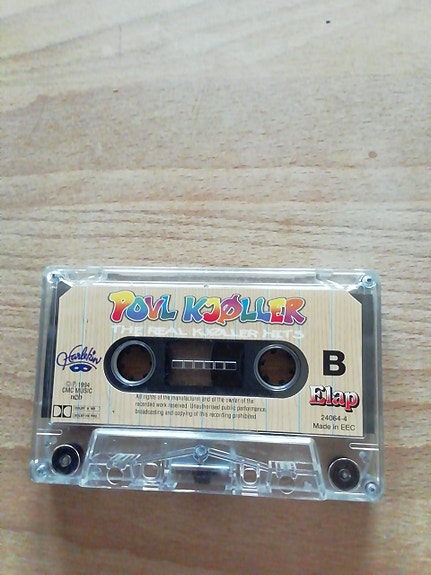 POVL KJØLLER
THE REAL KJØLLER HITS
Harlekin
B
© ℗ 1994
CMC MUSIC
ncb
Elap
All rights of the manufacturer and of the owner of the
recorded work reserved. Unauthorised public performance,
broadcasting and copying of this recording prohibited
24064-4
Made in EEC